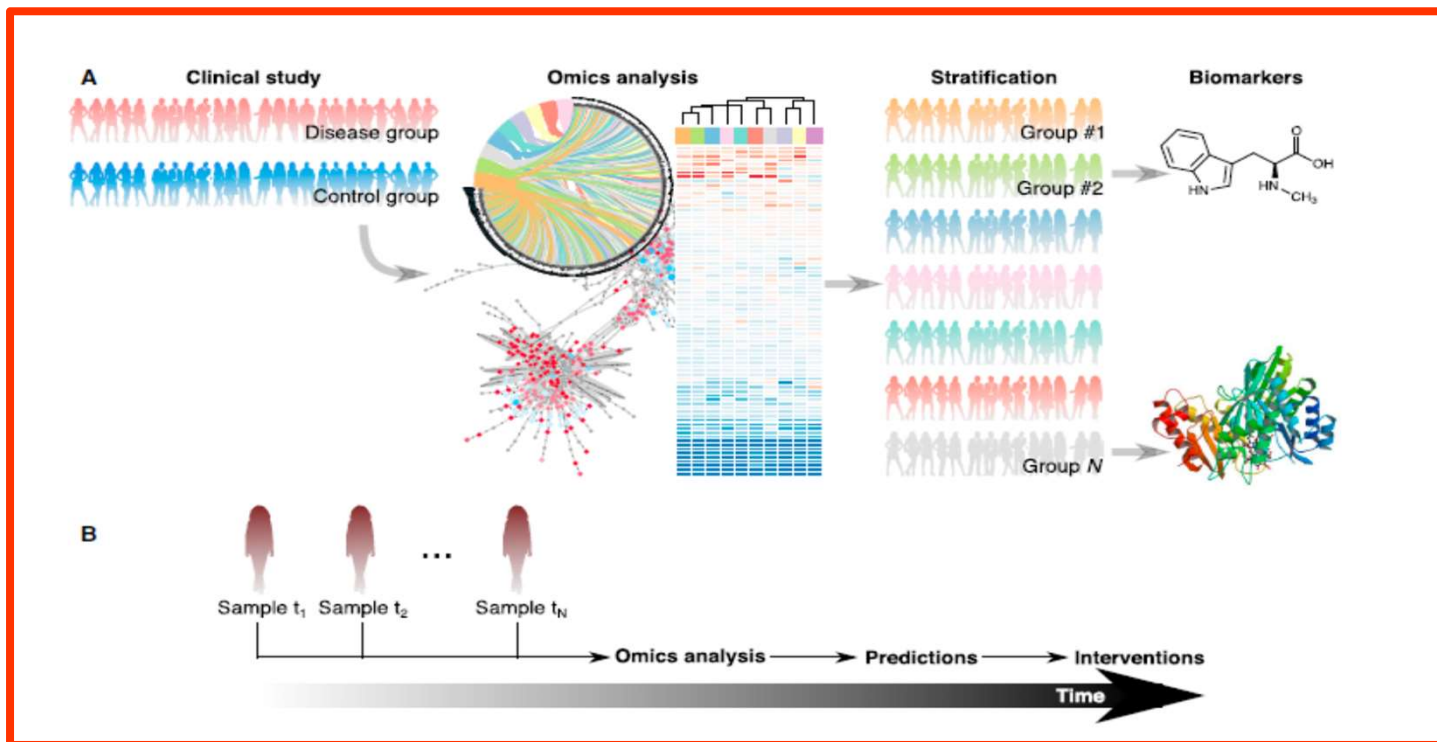 A
Clinical study
Omics analysis
Stratification
Biomarkers
Disease group
Control group
Group #1
Group #2
Group N
O
OH
HN
HN
CH₃
B
...
Sample t₁
Sample t₂
Sample tN
Omics analysis
Predictions
Interventions
Time